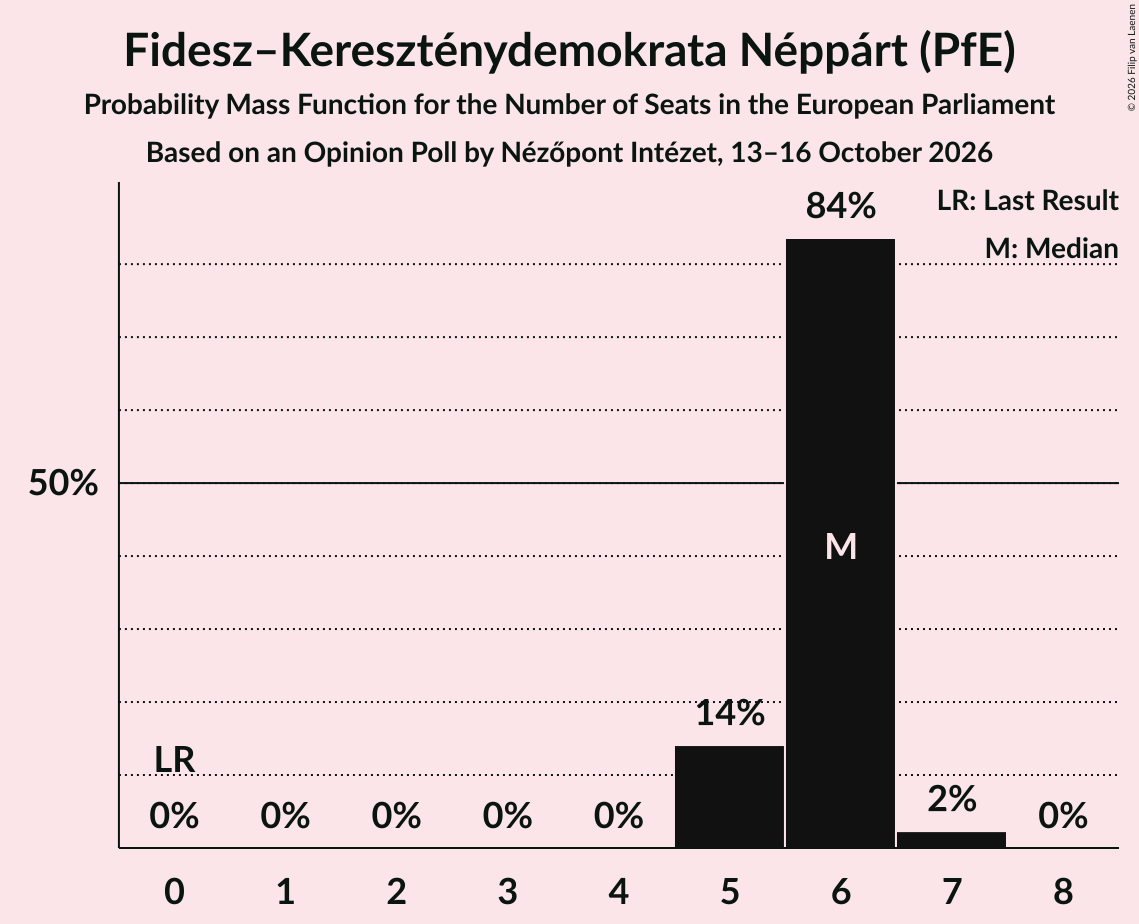 Fidesz–Kereszténydemokrata Néppárt (PfE)
Probability Mass Function for the Number of Seats in the European Parliament
Based on an Opinion Poll by Nézőpont Intézet, 13–16 October 2026
© 2026 Filip van Laenen
LR: Last Result
M: Median
84%
50%
M
14%
LR
2%
0% 0% 0% 0% 0% 0%
0 1 2 3 4 5 6 7 8